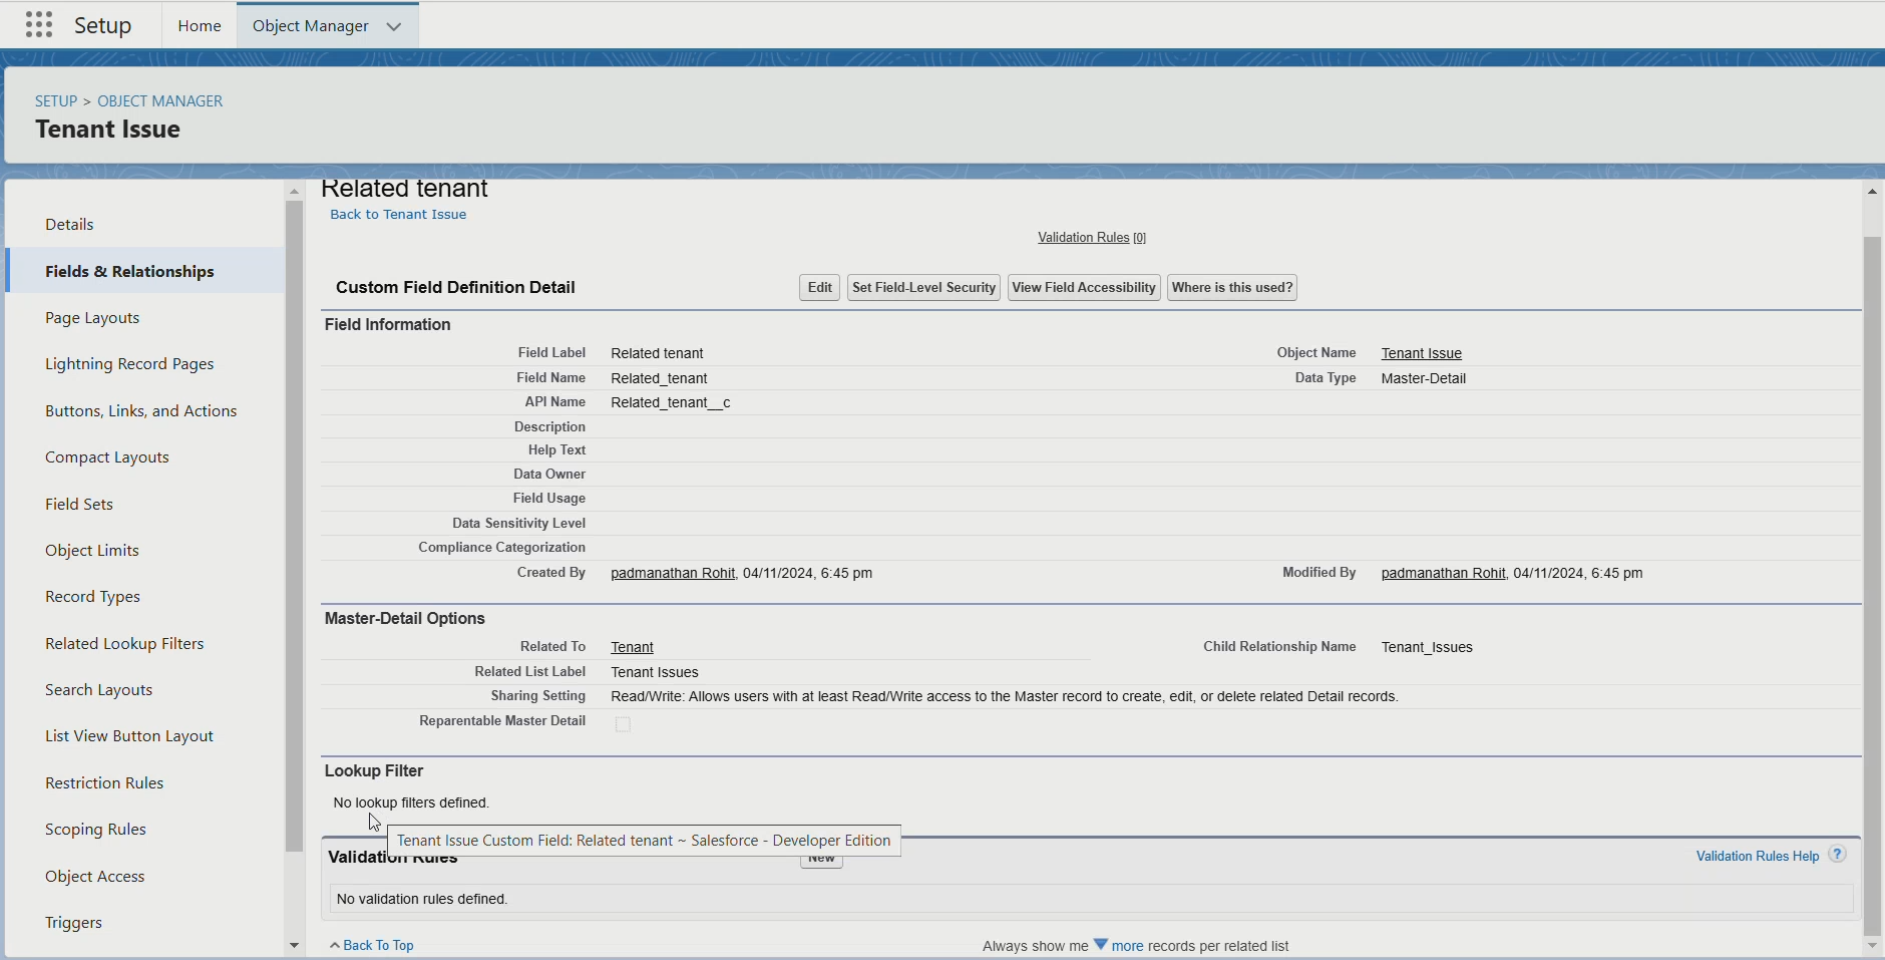 Setup Home Object Manager
SETUP > OBJECT MANAGER
Tenant Issue
Details
Fields & Relationships
Page Layouts
Lightning Record Pages
Buttons, Links, and Actions
Compact Layouts
Field Sets
Object Limits
Record Types
Related Lookup Filters
Search Layouts
List View Button Layout
Restriction Rules
Scoping Rules
Object Access
Triggers
Related tenant
Back to Tenant Issue
Validation Rules [0]
Custom Field Definition Detail Edit Set Field-Level Security View Field Accessibility Where is this used?
Field Information
Field Label Related tenant Object Name Tenant Issue
Field Name Related_tenant Data Type Master-Detail
API Name Related_tenant__c
Description
Help Text
Data Owner
Field Usage
Data Sensitivity Level
Compliance Categorization
Created By padmanathan Rohit, 04/11/2024, 6:45 pm Modified By padmanathan Rohit, 04/11/2024, 6:45 pm
Master-Detail Options
Related To Tenant Child Relationship Name Tenant_Issues
Related List Label Tenant Issues
Sharing Setting Read/Write: Allows users with at least Read/Write access to the Master record to create, edit, or delete related Detail records.
Reparentable Master Detail
Lookup Filter
No lookup filters defined.
Tenant Issue Custom Field: Related tenant ~ Salesforce - Developer Edition
Validation Rules New Validation Rules Help ?
No validation rules defined.
Back To Top Always show me more records per related list